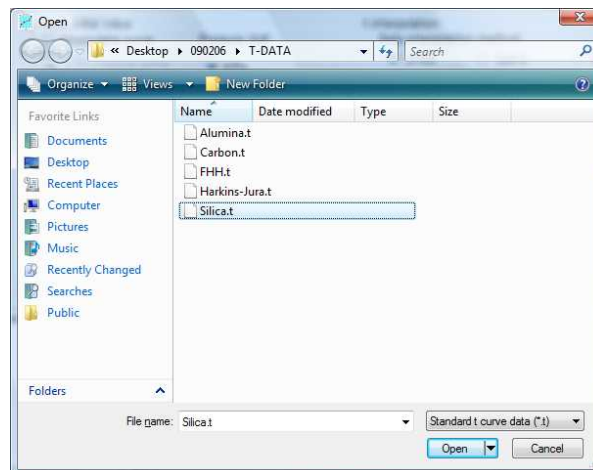 Open
« Desktop ▸ 090206 ▸ T-DATA
Search
Organize Views New Folder
Favorite Links
Documents
Desktop
Recent Places
Computer
Pictures
Music
Recently Changed
Searches
Public
Folders
Name Date modified Type Size
Alumina.t
Carbon.t
FHH.t
Harkins-Jura.t
Silica.t
File name: Silica.t
Standard t curve data (*.t)
Open Cancel